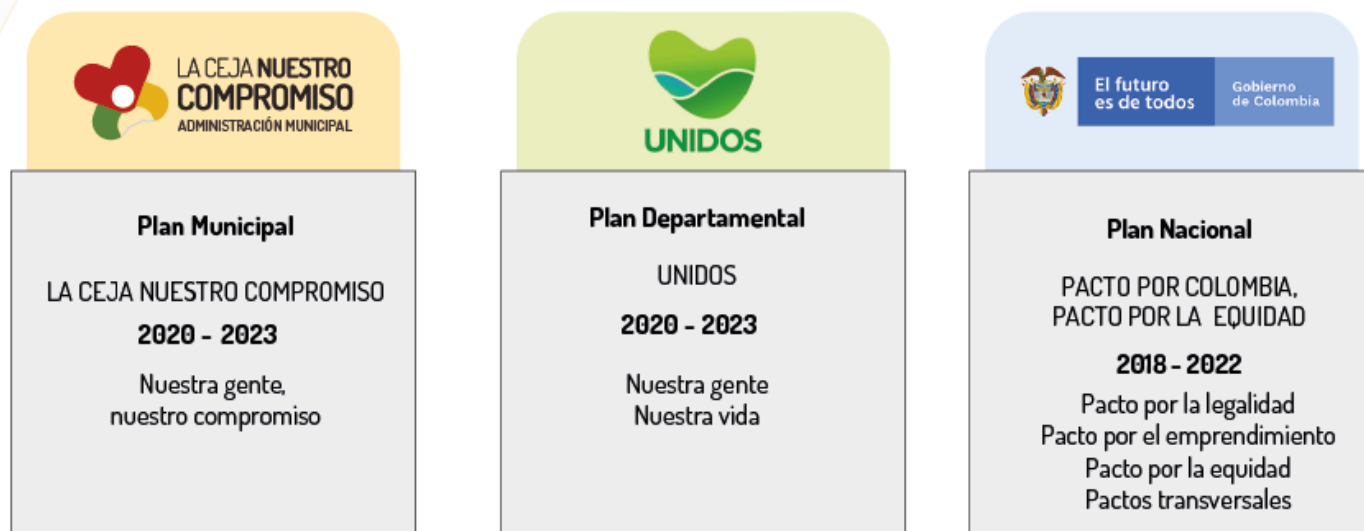 LA CEJA NUESTRO
COMPROMISO
ADMINISTRACIÓN MUNICIPAL
Plan Municipal
LA CEJA NUESTRO COMPROMISO
2020 - 2023
Nuestra gente,
nuestro compromiso
UNIDOS
Plan Departamental
UNIDOS
2020 - 2023
Nuestra gente
Nuestra vida
El futuro
es de todos
Gobierno
de Colombia
Plan Nacional
PACTO POR COLOMBIA,
PACTO POR LA EQUIDAD
2018 - 2022
Pacto por la legalidad
Pacto por el emprendimiento
Pacto por la equidad
Pactos transversales